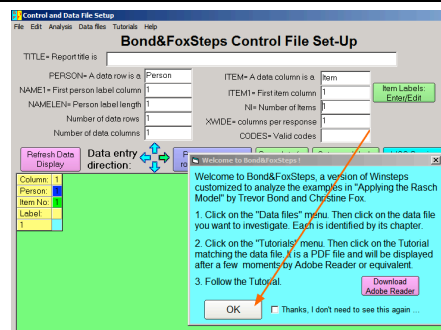 Control and Data File Setup
File Edit Analysis Data files Tutorials Help
Bond&FoxSteps Control File Set-Up
TITLE= Report title is
PERSON= A data row is a Person
ITEM= A data column is a Item
NAME1= First person label column 1
ITEM1= First item column 1
Item Labels:
Enter/Edit
NAMELEN= Person label length 1
NI= Number of Items 1
Number of data rows 1
XWIDE= columns per response 1
Number of data columns 1
CODES= Valid codes
Refresh Data
Display
Data entry
direction:
Column: 1
Person: 1
Item No: 1
Label:
1
Welcome to Bond&FoxSteps !
Welcome to Bond&FoxSteps, a version of Winsteps
customized to analyze the examples in "Applying the Rasch
Model" by Trevor Bond and Christine Fox.
1. Click on the "Data files" menu. Then click on the data file
you want to investigate. Each is identified by its chapter.
2. Click on the "Tutorials" menu. Then click on the Tutorial
matching the data file. It is a PDF file and will be displayed
after a few moments by Adobe Reader or equivalent.
3. Follow the Tutorial.
Download
Adobe Reader
OK
Thanks, I don't need to see this again ...